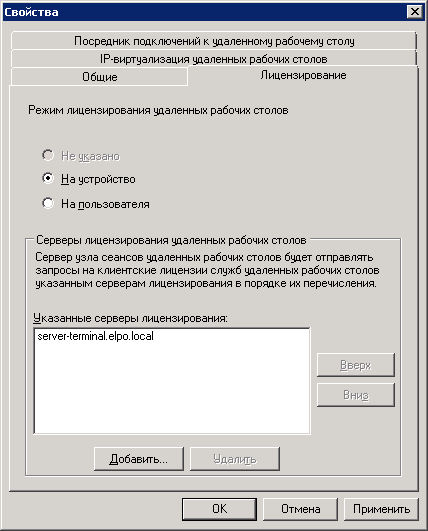 Свойства
Посредник подключений к удаленному рабочему столу
IP-виртуализация удаленных рабочих столов
Общие
Лицензирование
Режим лицензирования удаленных рабочих столов
Не указано
На устройство
На пользователя
Серверы лицензирования удаленных рабочих столов
Сервер узла сеансов удаленных рабочих столов будет отправлять
запросы на клиентские лицензии служб удаленных рабочих столов
указанным серверам лицензирования в порядке их перечисления.
Указанные серверы лицензирования:
server-terminal.elpo.local
Вверх
Вниз
Добавить...
Удалить
OK
Отмена
Применить